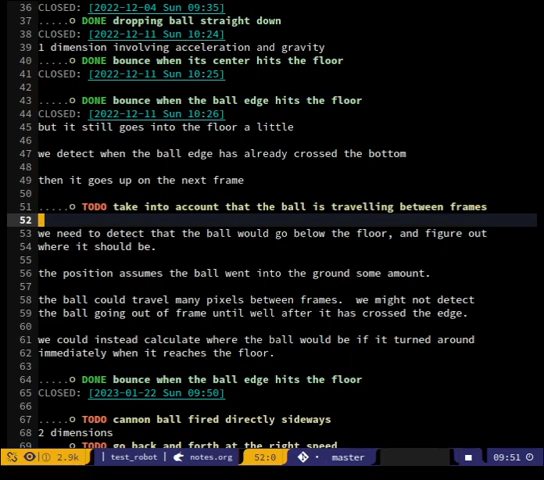 36 CLOSED: [2022-12-04 Sun 09:35]
37 .....o DONE dropping ball straight down
38 CLOSED: [2022-12-11 Sun 10:24]
39 1 dimension involving acceleration and gravity
40 .....o DONE bounce when its center hits the floor
41 CLOSED: [2022-12-11 Sun 10:25]
42
43 .....o DONE bounce when the ball edge hits the floor
44 CLOSED: [2022-12-11 Sun 10:26]
45 but it still goes into the floor a little
46
47 we detect when the ball edge has already crossed the bottom
48
49 then it goes up on the next frame
50
51 .....o TODO take into account that the ball is travelling between frames
52
53 we need to detect that the ball would go below the floor, and figure out
54 where it should be.
55
56 the position assumes the ball went into the ground some amount.
57
58 the ball could travel many pixels between frames.  we might not detect
59 the ball going out of frame until well after it has crossed the edge.
60
61 we could instead calculate where the ball would be if it turned around
62 immediately when it reaches the floor.
63
64 .....o DONE bounce when the ball edge hits the floor
65 CLOSED: [2023-01-22 Sun 09:50]
66
67 .....o TODO cannon ball fired directly sideways
68 2 dimensions
69 .....o TODO go back and forth at the right speed
2.9k | test_robot | notes.org 52:0 master 09:51